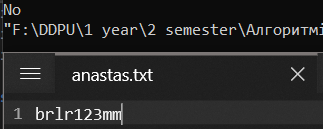 No
"F:\DDPU\1 year\2 semester\Алгоритмі
anastas.txt
1 brlr123mm